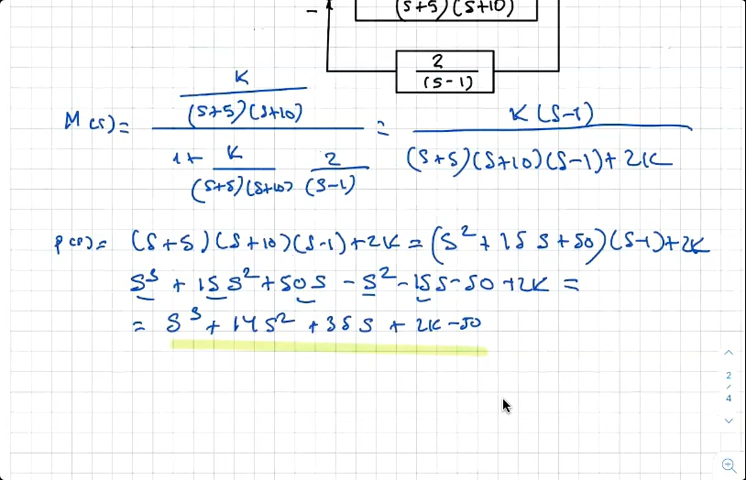 (s+5)(s+10)
-
2
(s-1)
M(s) = K / (s+5)(s+10) / 1 + K / (s+5)(s+10) 2 / (s-1) = K(s-1) / (s+5)(s+10)(s-1)+2K
p(s) = (s+5)(s+10)(s-1)+2K = (s²+15s+50)(s-1)+2K
s³ + 15s² + 50s - s² - 15s - 50 + 2K =
= s³ + 14s² + 35s + 2K - 50
2
/
4